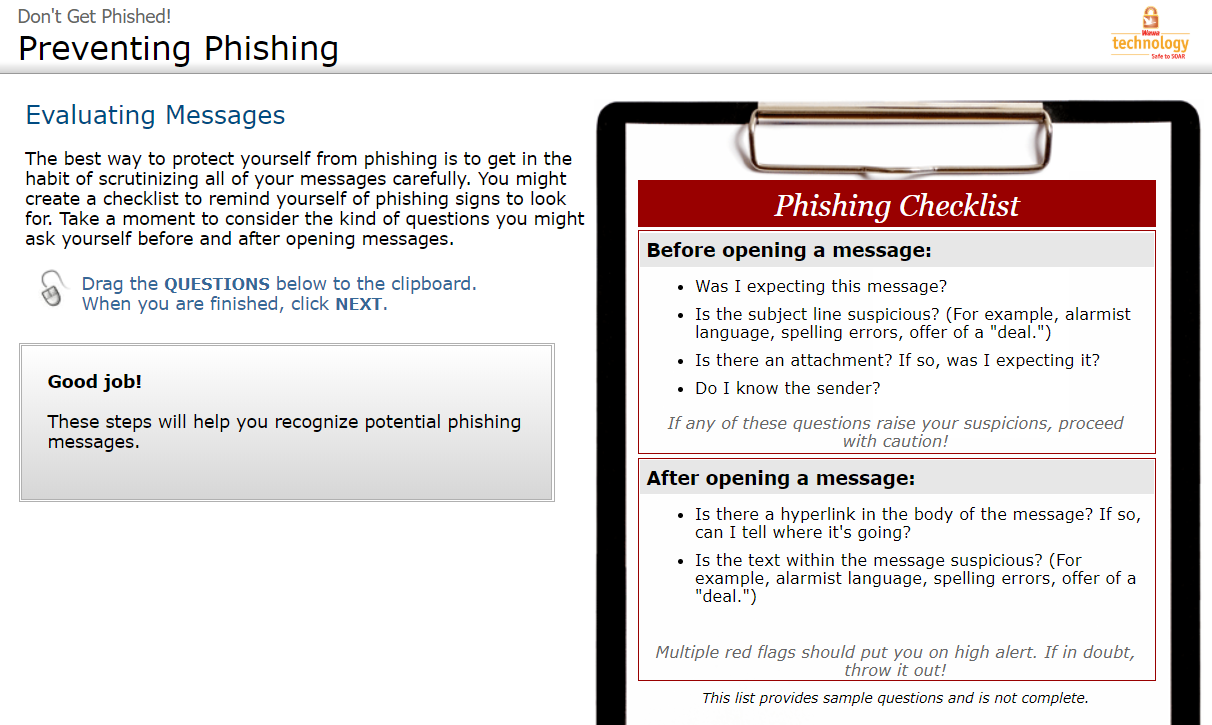 Don't Get Phished!
Preventing Phishing
Wawa
technology
Safe to SOAR
Evaluating Messages
The best way to protect yourself from phishing is to get in the
habit of scrutinizing all of your messages carefully. You might
create a checklist to remind yourself of phishing signs to look
for. Take a moment to consider the kind of questions you might
ask yourself before and after opening messages.
Drag the QUESTIONS below to the clipboard.
When you are finished, click NEXT.
Good job!
These steps will help you recognize potential phishing
messages.
Phishing Checklist
Before opening a message:
• Was I expecting this message?
• Is the subject line suspicious? (For example, alarmist
language, spelling errors, offer of a "deal.")
• Is there an attachment? If so, was I expecting it?
• Do I know the sender?
If any of these questions raise your suspicions, proceed
with caution!
After opening a message:
• Is there a hyperlink in the body of the message? If so,
can I tell where it's going?
• Is the text within the message suspicious? (For
example, alarmist language, spelling errors, offer of a
"deal.")
Multiple red flags should put you on high alert. If in doubt,
throw it out!
This list provides sample questions and is not complete.